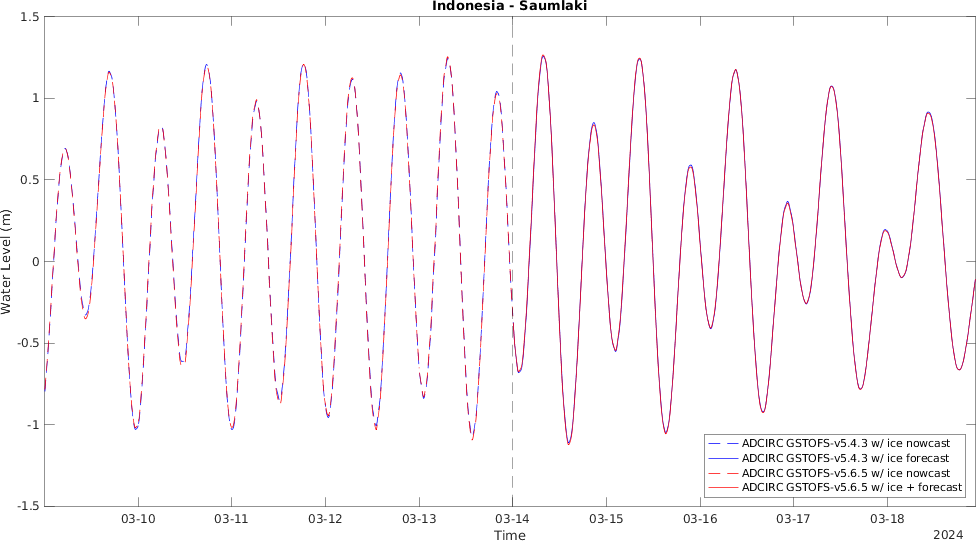 Indonesia - Saumlaki
1.5
1
0.5
0
-0.5
-1
-1.5
Water Level (m)
ADCIRC GSTOFS-v5.4.3 w/ ice nowcast
ADCIRC GSTOFS-v5.4.3 w/ ice forecast
ADCIRC GSTOFS-v5.6.5 w/ ice nowcast
ADCIRC GSTOFS-v5.6.5 w/ ice + forecast
03-10 03-11 03-12 03-13 03-14 03-15 03-16 03-17 03-18
Time
2024